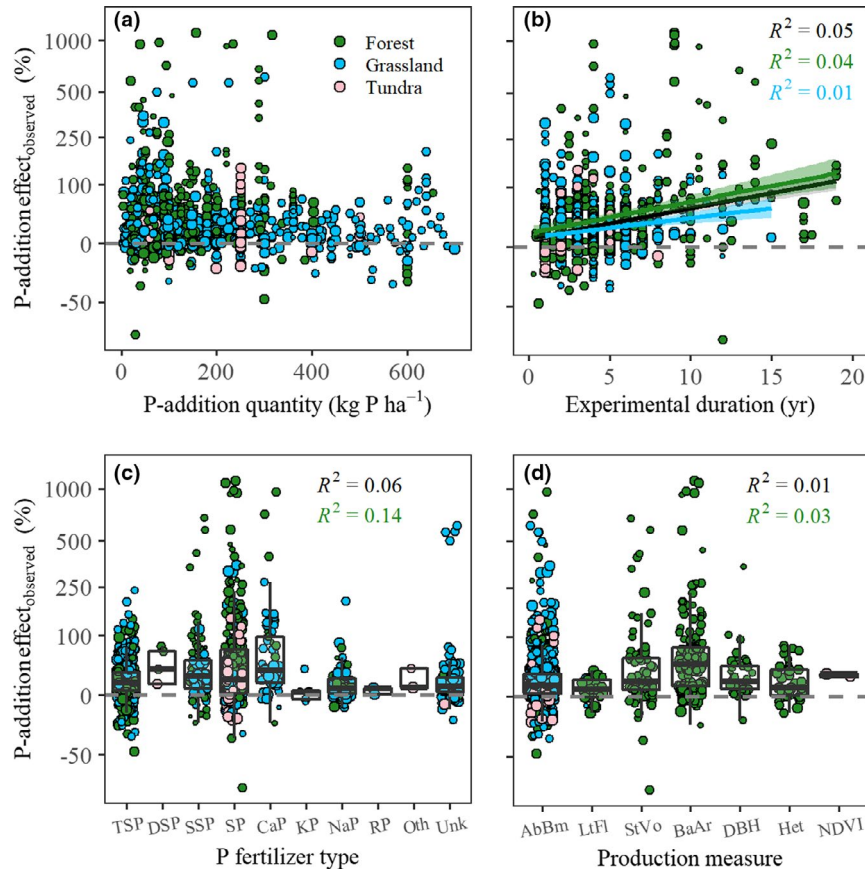 (a)
P-addition effect observed (%)
1000
500
250
100
0
-50
Forest
Grassland
Tundra
0 200 400 600
P-addition quantity (kg P ha⁻¹)
(b)
R² = 0.05
R² = 0.04
R² = 0.01
0 5 10 15 20
Experimental duration (yr)
(c)
P-addition effect observed (%)
1000
500
250
100
0
-50
R² = 0.06
R² = 0.14
TSP DSP SSP SP CaP KP NaP RP Oth Unk
P fertilizer type
(d)
R² = 0.01
R² = 0.03
AbBm LtFl StVo BaAr DBH Het NDVI
Production measure